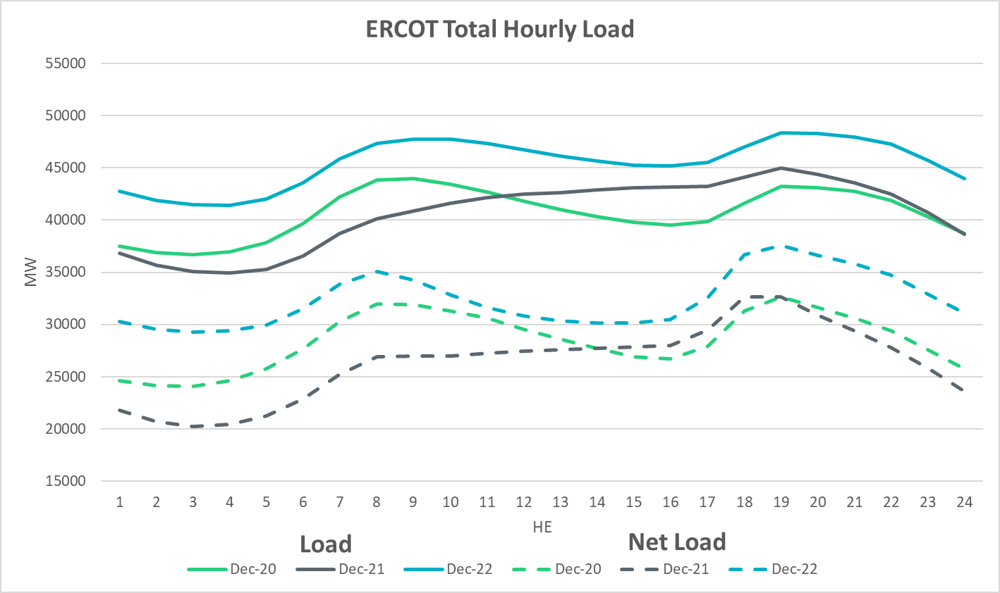 ERCOT Total Hourly Load
55000
50000
45000
40000
35000
30000
25000
20000
15000
MW
1 2 3 4 5 6 7 8 9 10 11 12 13 14 15 16 17 18 19 20 21 22 23 24
HE
Load Net Load
Dec-20 Dec-21 Dec-22 Dec-20 Dec-21 Dec-22